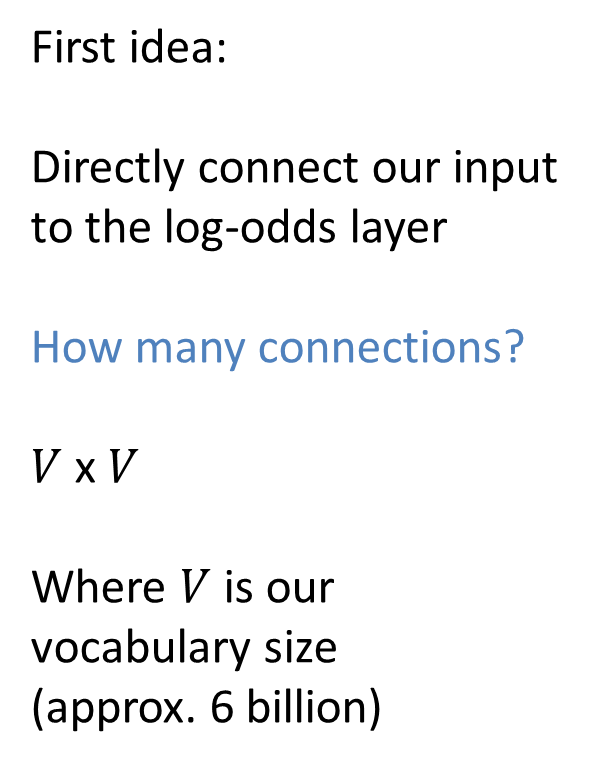 First idea:
Directly connect our input
to the log-odds layer
How many connections?
V x V
Where V is our
vocabulary size
(approx. 6 billion)